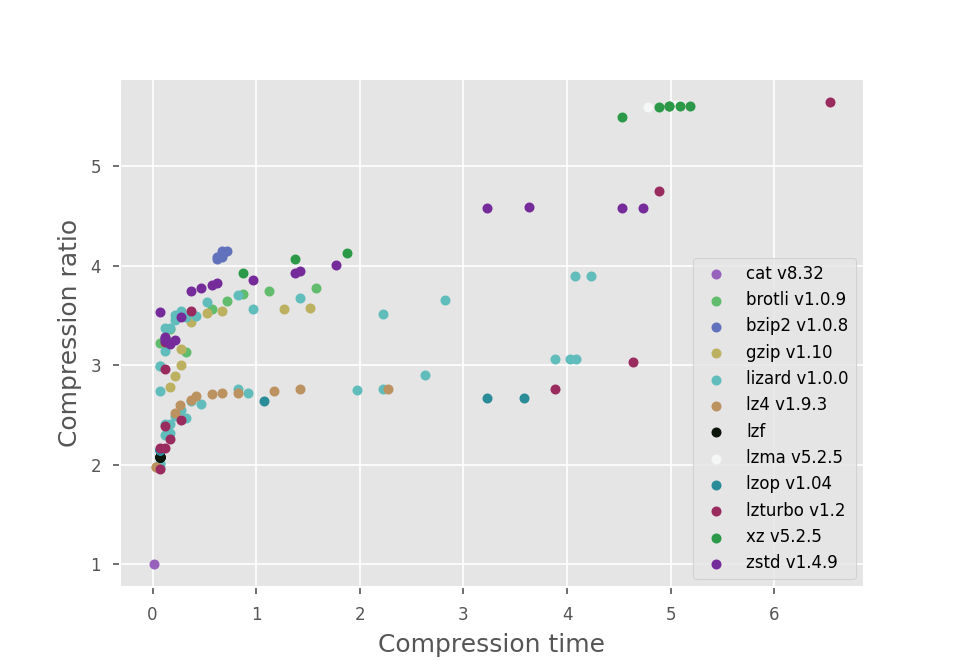 5
4
3
2
1
Compression ratio
0 1 2 3 4 5 6
Compression time
cat v8.32
brotli v1.0.9
bzip2 v1.0.8
gzip v1.10
lizard v1.0.0
lz4 v1.9.3
lzf
lzma v5.2.5
lzop v1.04
lzturbo v1.2
xz v5.2.5
zstd v1.4.9